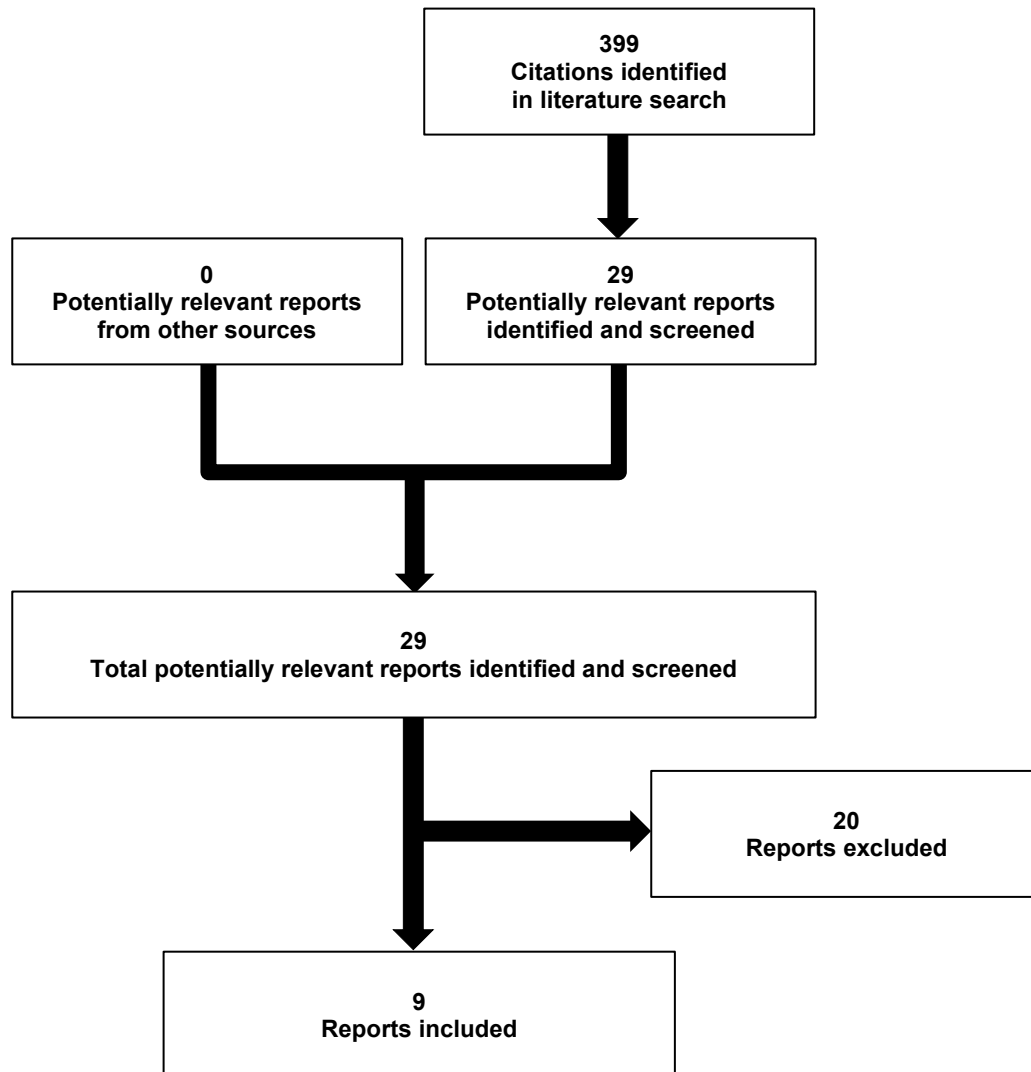 399
Citations identified
in literature search
0
Potentially relevant reports
from other sources
29
Potentially relevant reports
identified and screened
29
Total potentially relevant reports identified and screened
20
Reports excluded
9
Reports included